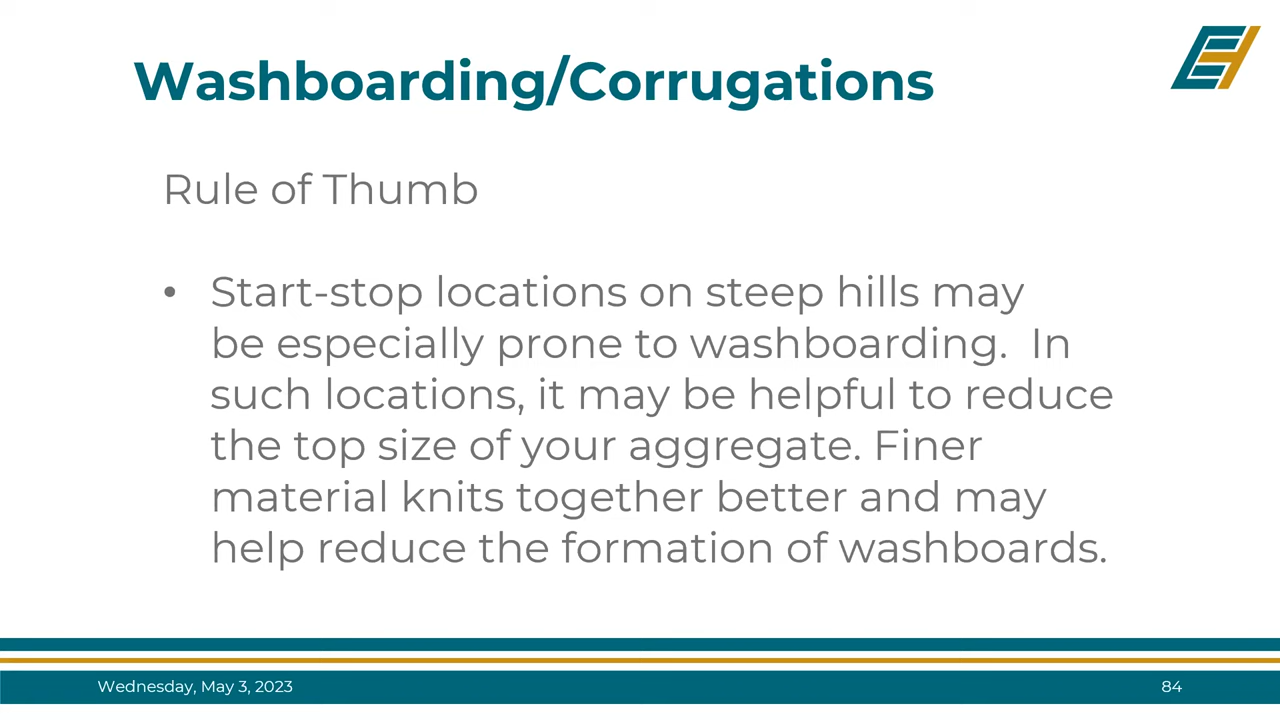 Washboarding/Corrugations
Rule of Thumb
• Start-stop locations on steep hills may
be especially prone to washboarding.  In
such locations, it may be helpful to reduce
the top size of your aggregate. Finer
material knits together better and may
help reduce the formation of washboards.
Wednesday, May 3, 2023
84